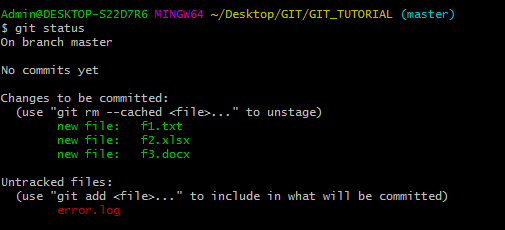 Admin@DESKTOP-S22D7R6 MINGW64 ~/Desktop/GIT/GIT_TUTORIAL (master)
$ git status
On branch master
No commits yet
Changes to be committed:
(use "git rm --cached <file>..." to unstage)
new file: f1.txt
new file: f2.xlsx
new file: f3.docx
Untracked files:
(use "git add <file>..." to include in what will be committed)
error.log